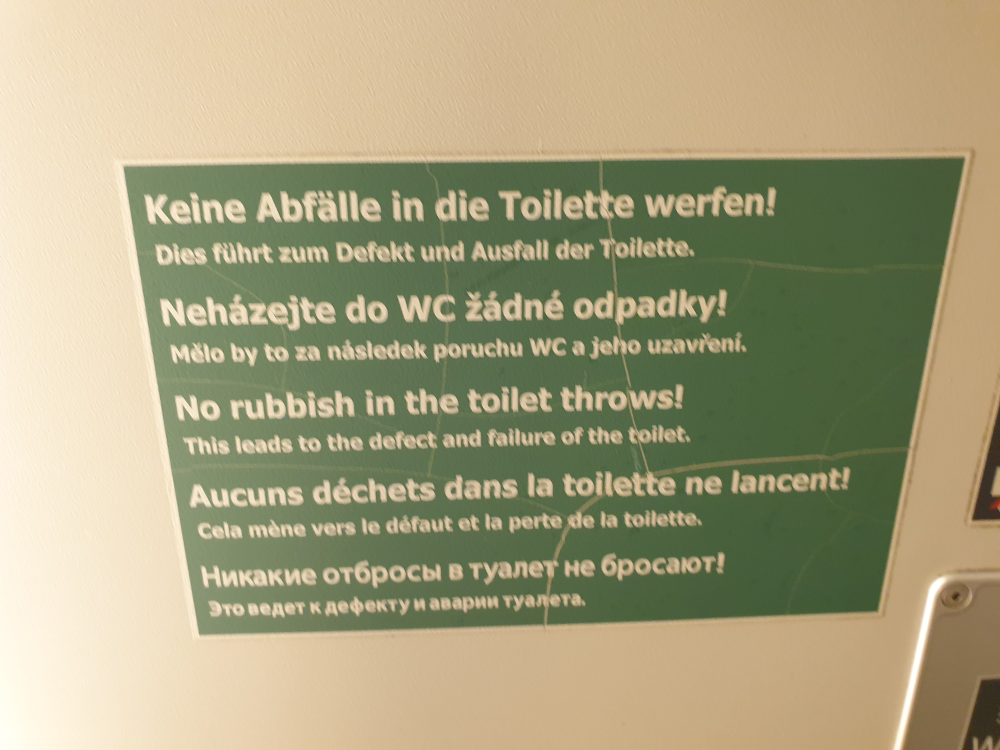 Keine Abfälle in die Toilette werfen!
Dies führt zum Defekt und Ausfall der Toilette.
Neházejte do WC žádné odpadky!
Mělo by to za následek poruchu WC a jeho uzavření.
No rubbish in the toilet throws!
This leads to the defect and failure of the toilet.
Aucuns déchets dans la toilette ne lancent!
Cela mène vers le défaut et la perte de la toilette.
Никакие отбросы в туалет не бросают!
Это ведет к дефекту и аварии туалета.